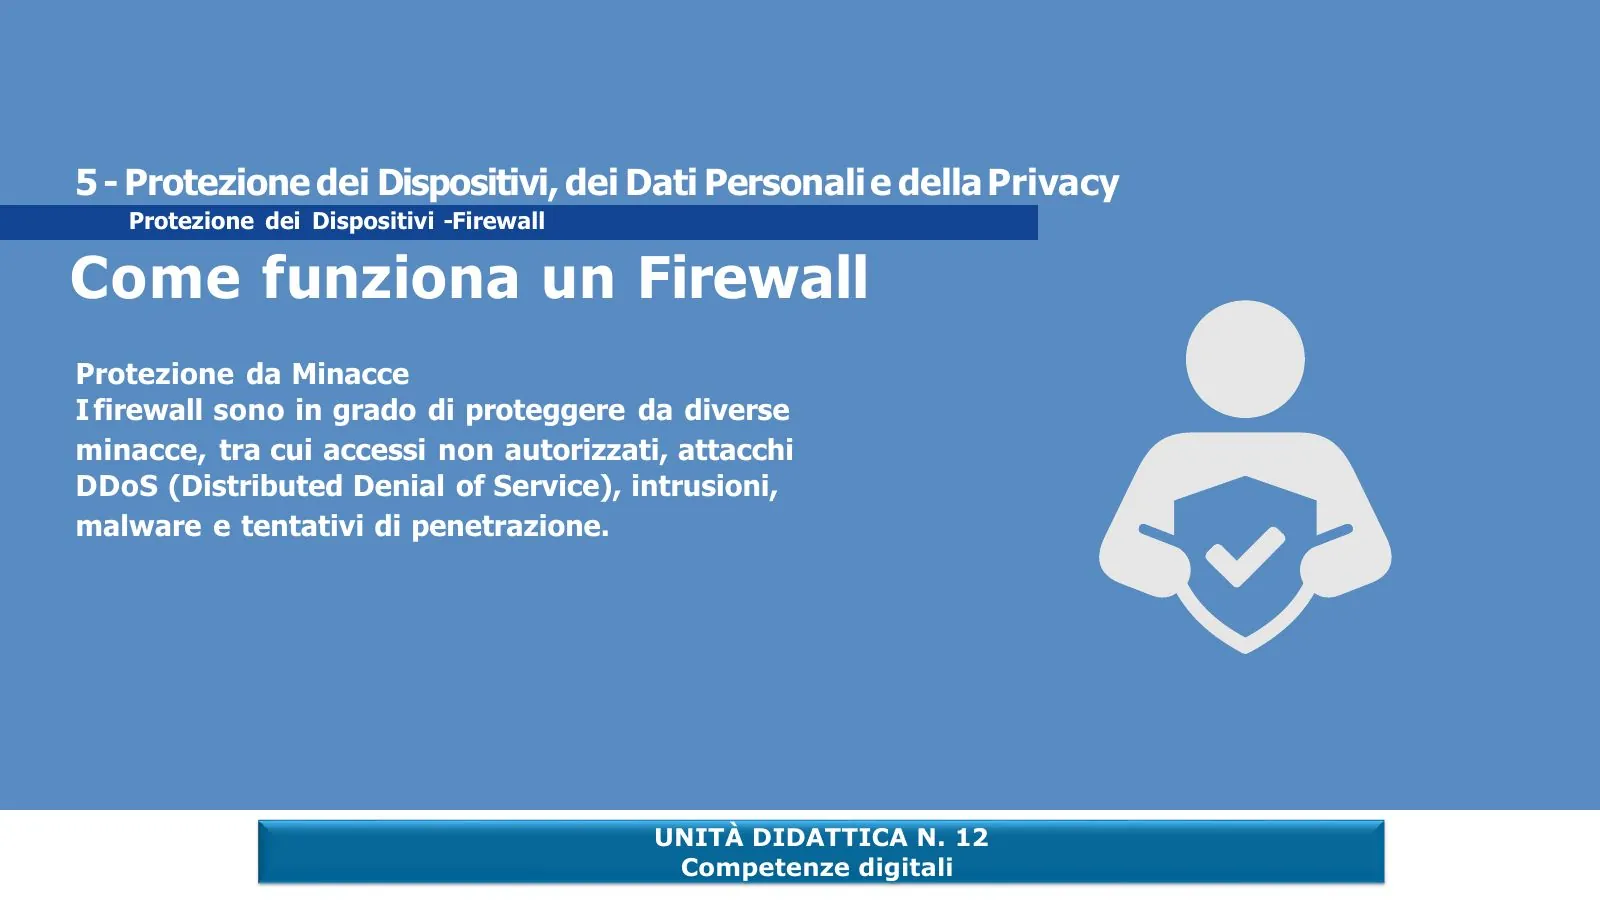 5 - Protezione dei Dispositivi, dei Dati Personali e della Privacy
Protezione dei Dispositivi -Firewall
Come funziona un Firewall
Protezione da Minacce
I firewall sono in grado di proteggere da diverse
minacce, tra cui accessi non autorizzati, attacchi
DDoS (Distributed Denial of Service), intrusioni,
malware e tentativi di penetrazione.
UNITÀ DIDATTICA N. 12
Competenze digitali